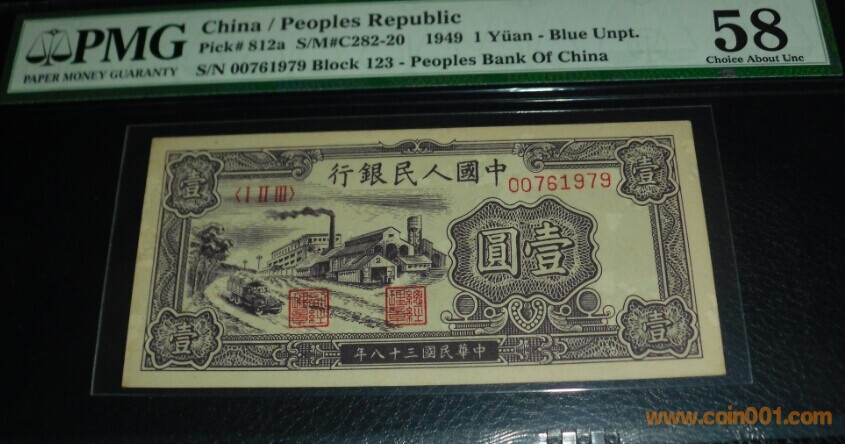 PMG
PAPER MONEY GUARANTY
China / Peoples Republic
Pick# 812a S/M#C282-20 1949 1 Yüan - Blue Unpt.
S/N 00761979 Block 123 - Peoples Bank Of China
58
Choice About Unc
壹
壹
行銀民人國中
〈I II III〉
00761979
圓壹
壹
壹
年八十三國民華中
www.coin001.com